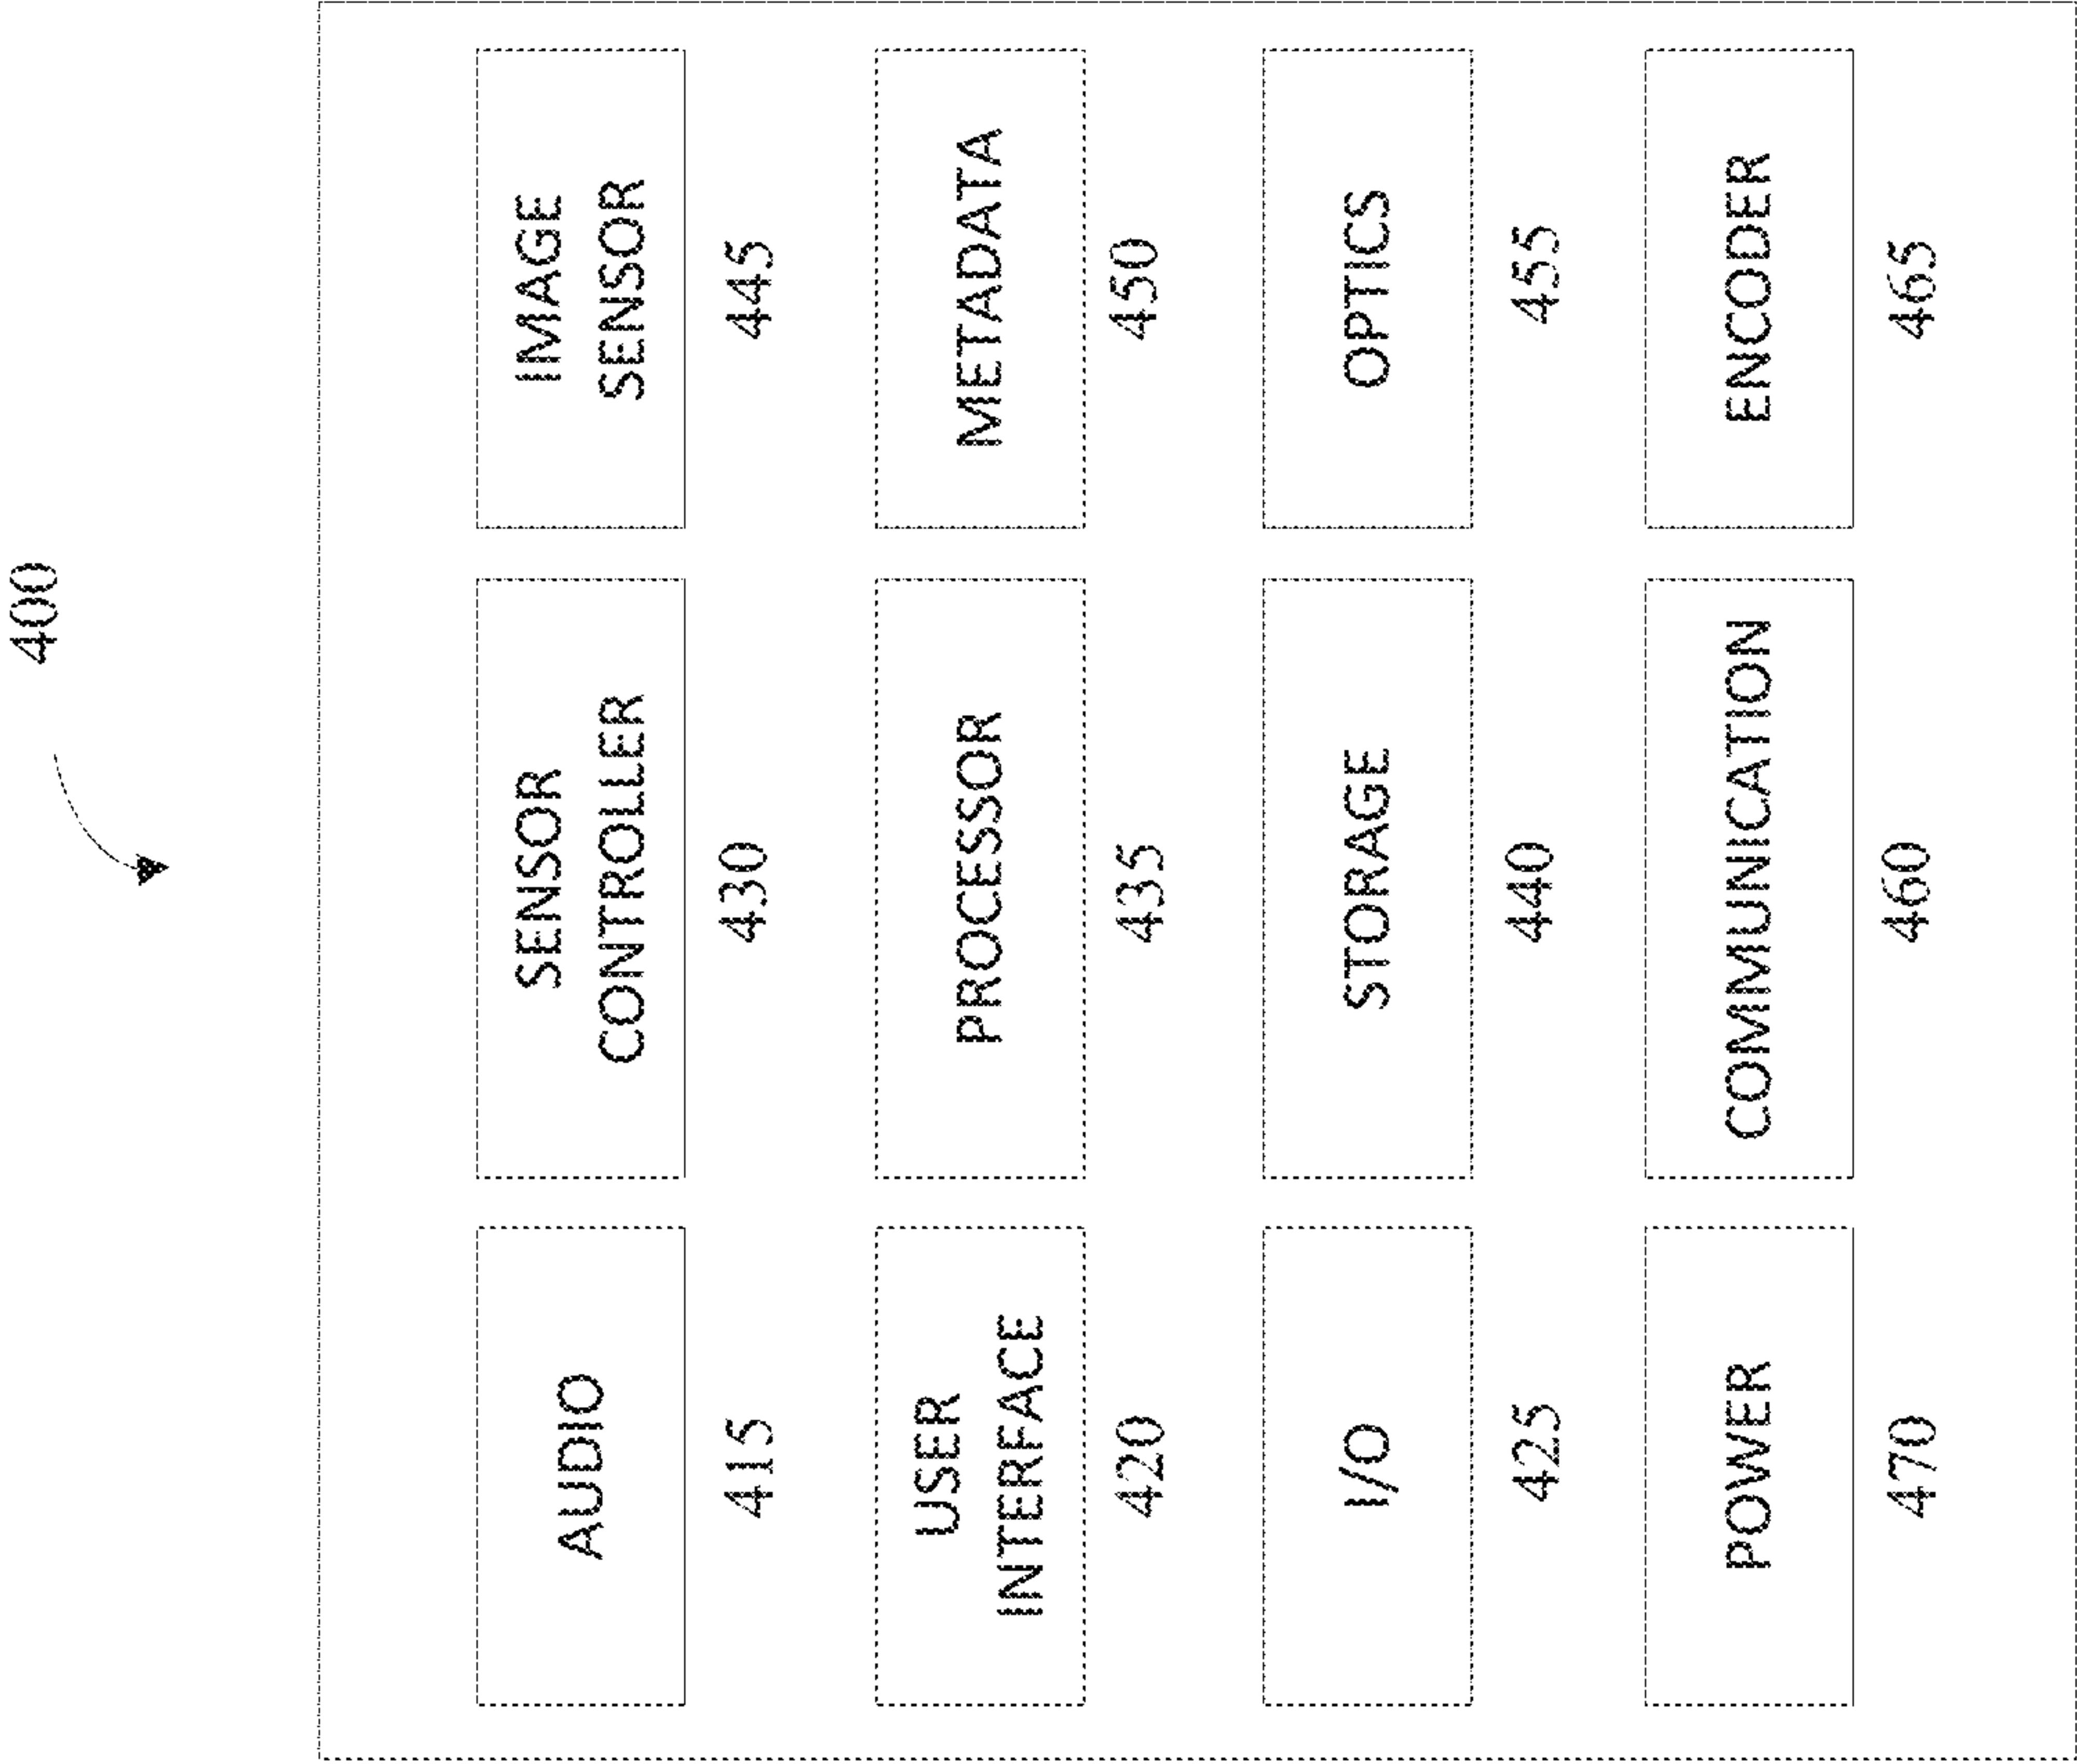 400
AUDIO
415
SENSOR
CONTROLLER
430
IMAGE
SENSOR
445
USER
INTERFACE
420
PROCESSOR
435
METADATA
450
I/O
425
STORAGE
440
OPTICS
455
POWER
470
COMMUNICATION
460
ENCODER
465